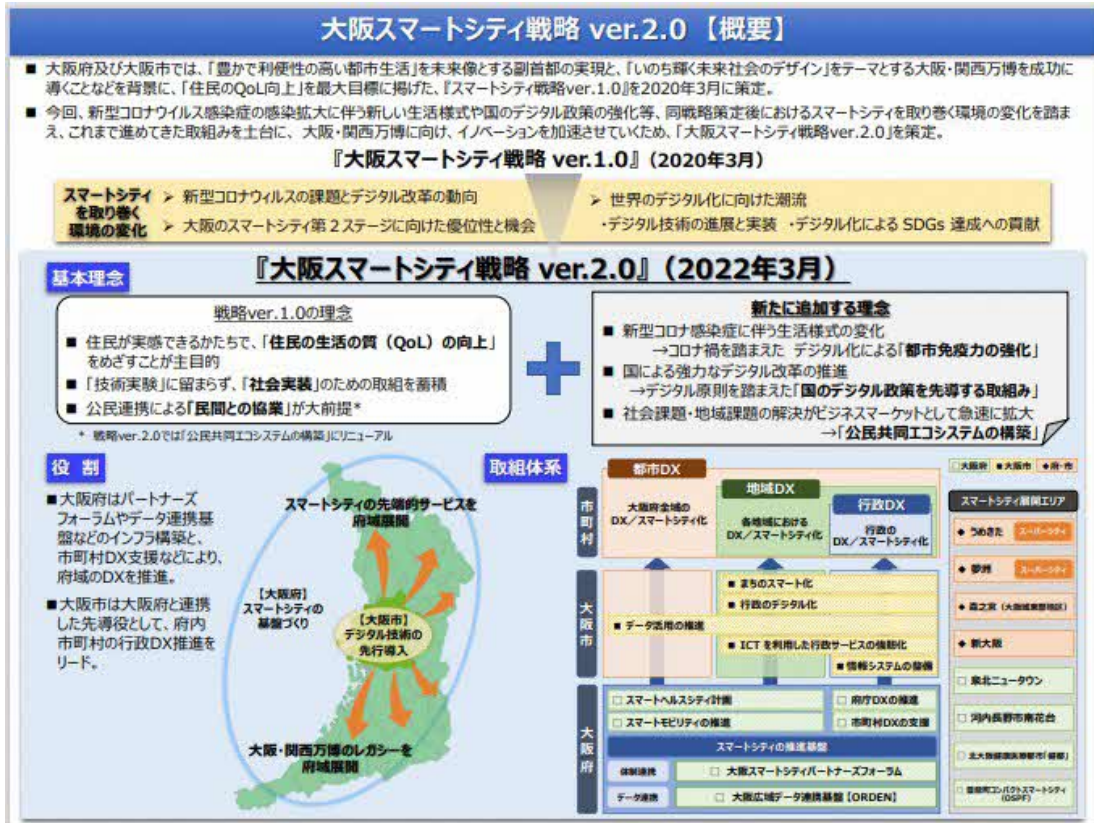 大阪スマートシティ戦略 ver.2.0 【概要】
■ 大阪府及び大阪市では、「豊かで利便性の高い都市生活」を未来像とする副首都の実現と、「いのち輝く未来社会のデザイン」をテーマとする大阪・関西万博を成功に
導くことなどを背景に、「住民のQoL向上」を最大目標に掲げた、『スマートシティ戦略ver.1.0』を2020年3月に策定。
■ 今回、新型コロナウイルス感染症の感染拡大に伴う新しい生活様式や国のデジタル政策の強化等、同戦略策定後におけるスマートシティを取り巻く環境の変化を踏ま
え、これまで進めてきた取組みを土台に、大阪・関西万博に向け、イノベーションを加速させていくため、「大阪スマートシティ戦略ver.2.0」を策定。
『大阪スマートシティ戦略 ver.1.0』（2020年3月）
スマートシティ
を取り巻く
環境の変化
➢ 新型コロナウィルスの課題とデジタル改革の動向
➢ 大阪のスマートシティ第２ステージに向けた優位性と機会
➢ 世界のデジタル化に向けた潮流
・デジタル技術の進展と実装 ・デジタル化による SDGs 達成への貢献
基本理念
『大阪スマートシティ戦略 ver.2.0』（2022年3月）
戦略ver.1.0の理念
■ 住民が実感できるかたちで、「住民の生活の質（QoL）の向上」
をめざすことが主目的
■ 「技術実験」に留まらず、「社会実装」のための取組を蓄積
■ 公民連携による「民間との協業」が大前提*
* 戦略ver.2.0では「公民共同エコシステムの構築」にリニューアル
新たに追加する理念
■ 新型コロナ感染症に伴う生活様式の変化
→コロナ禍を踏まえた デジタル化による「都市免疫力の強化」
■ 国による強力なデジタル改革の推進
→デジタル原則を踏まえた「国のデジタル政策を先導する取組み」
■ 社会課題・地域課題の解決がビジネスマーケットとして急速に拡大
→「公民共同エコシステムの構築」
役 割
■大阪府はパートナーズ
フォーラムやデータ連携基
盤などのインフラ構築と、
市町村DX支援などにより、
府域のDXを推進。
■大阪市は大阪府と連携
した先導役として、府内
市町村の行政DX推進を
リード。
スマートシティの先端的サービスを
府域展開
【大阪府】
スマートシティの
基盤づくり
【大阪市】
デジタル技術の
先行導入
大阪・関西万博のレガシーを
府域展開
取組体系
市町村
都市DX
大阪府全域の
DX／スマートシティ化
地域DX
各地域における
DX／スマートシティ化
行政DX
行政の
DX／スマートシティ化
大阪市
■ まちのスマート化
■ 行政のデジタル化
■ データ活用の推進
■ ICT を利用した行政サービスの強靭化
■ 情報システムの整備
大阪府
□ スマートヘルスシティ計画
□ スマートモビリティの推進
□ 府庁DXの推進
□ 市町村DXの支援
スマートシティの推進基盤
体制連携
□ 大阪スマートシティパートナーズフォーラム
データ連携
□ 大阪広域データ連携基盤【ORDEN】
□大阪府 ■大阪市 ◆府・市
スマートシティ展開エリア
◆ うめきた スーパーシティ
◆ 夢洲 スーパーシティ
◆ 森之宮（大阪城東部地区）
◆ 新大阪
□ 泉北ニュータウン
□ 河内長野市南花台
□ 北大阪健康医療都市「健都」
□ 豊能町コンパクトスマートシティ
(OSPF)